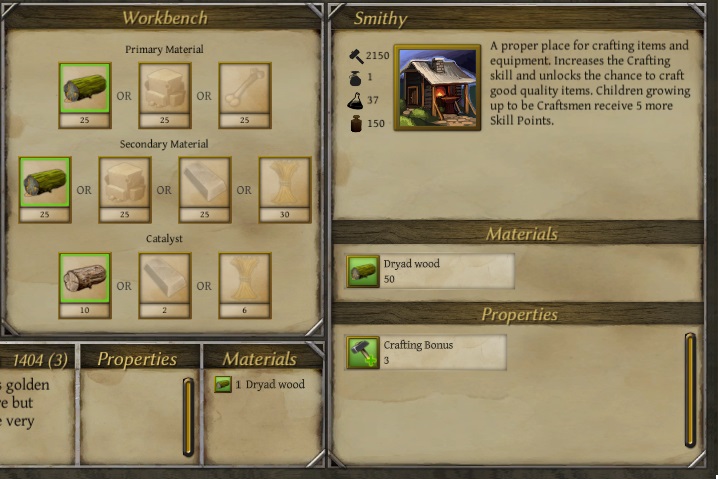 Workbench
Primary Material
OR
OR
25
25
25
Secondary Material
OR
OR
OR
25
25
25
30
Catalyst
OR
OR
10
2
6
1404 (3)
s golden
e but
very
Properties
Materials
1 Dryad wood
Smithy
2150
1
37
150
A proper place for crafting items and
equipment. Increases the Crafting
skill and unlocks the chance to craft
good quality items. Children growing
up to be Craftsmen receive 5 more
Skill Points.
Materials
Dryad wood
50
Properties
Crafting Bonus
3